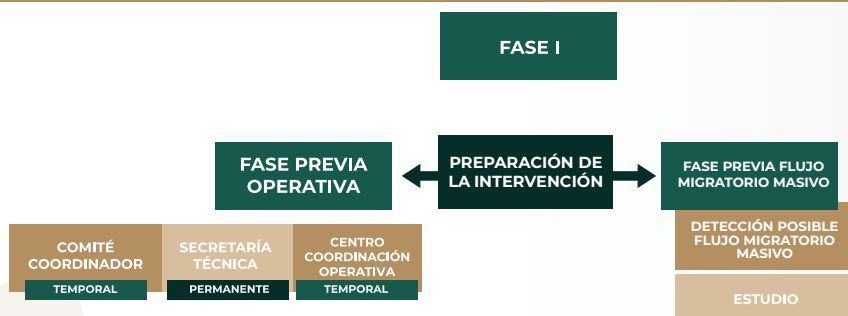 FASE I
FASE PREVIA
OPERATIVA
PREPARACIÓN DE
LA INTERVENCIÓN
FASE PREVIA FLUJO
MIGRATORIO MASIVO
COMITÉ
COORDINADOR
TEMPORAL
SECRETARÍA
TÉCNICA
PERMANENTE
CENTRO
COORDINACIÓN
OPERATIVA
TEMPORAL
DETECCIÓN POSIBLE
FLUJO MIGRATORIO
MASIVO
ESTUDIO